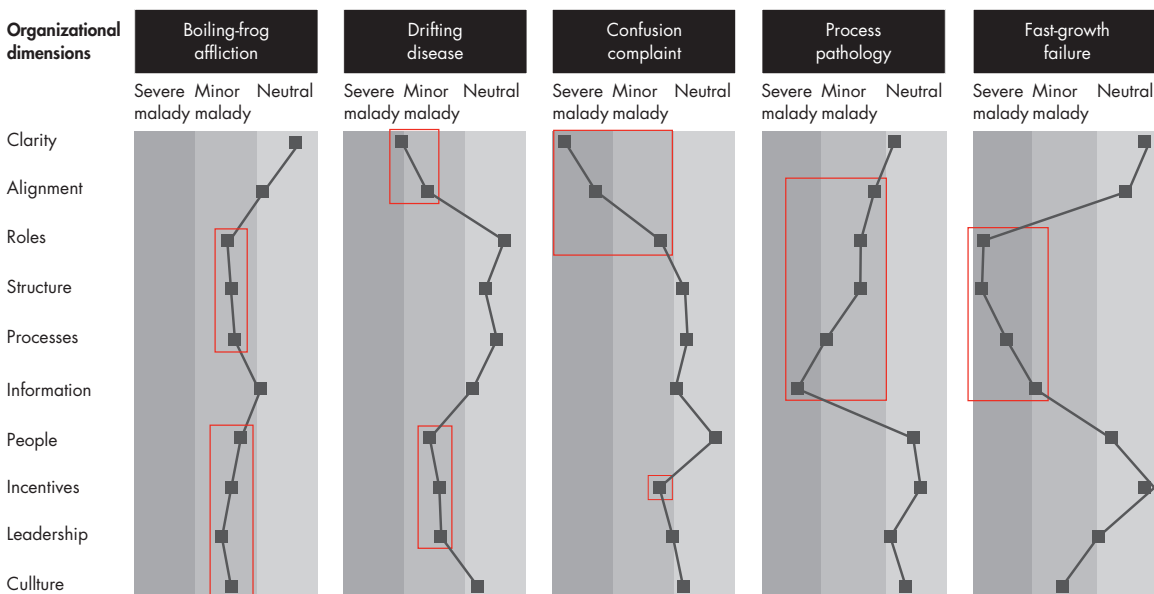 Organizational
dimensions
Boiling-frog
affliction
Drifting
disease
Confusion
complaint
Process
pathology
Fast-growth
failure
Severe Minor Neutral
malady malady
Severe Minor Neutral
malady malady
Severe Minor Neutral
malady malady
Severe Minor Neutral
malady malady
Severe Minor Neutral
malady malady
Clarity
Alignment
Roles
Structure
Processes
Information
People
Incentives
Leadership
Cullture